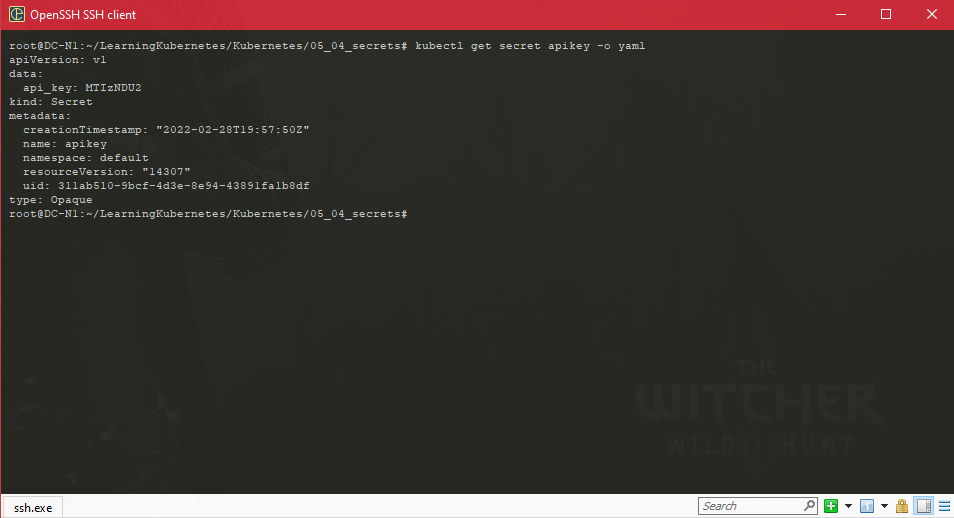 OpenSSH SSH client
root@DC-N1:~/LearningKubernetes/Kubernetes/05_04_secrets# kubectl get secret apikey -o yaml
apiVersion: v1
data:
  api_key: MTIzNDU2
kind: Secret
metadata:
  creationTimestamp: "2022-02-28T19:57:50Z"
  name: apikey
  namespace: default
  resourceVersion: "14307"
  uid: 311ab510-9bcf-4d3e-8e94-43891fa1b8df
type: Opaque
root@DC-N1:~/LearningKubernetes/Kubernetes/05_04_secrets#
THE
WITCHER
WILD HUNT
ssh.exe
Search